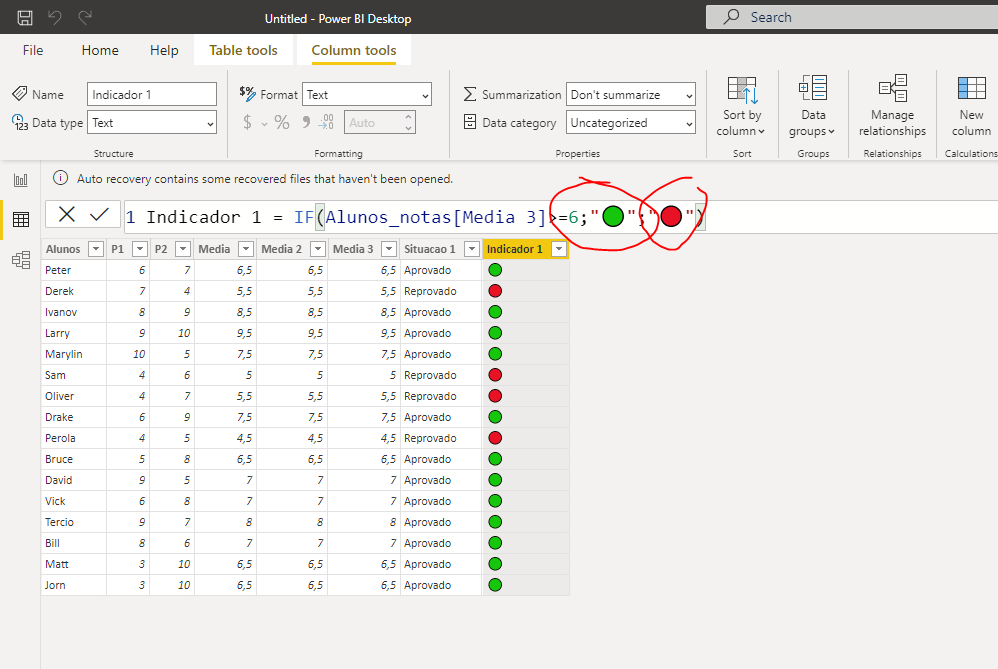 Untitled - Power BI Desktop
Search
File Home Help Table tools Column tools
Name Indicador 1 $% Format Text Summarization Don't summarize
Data type Text $ % 9 .00 Auto Data category Uncategorized
Sort by column Data groups Manage relationships New column
Structure Formatting Properties Sort Groups Relationships Calculations
Auto recovery contains some recovered files that haven't been opened.
1 Indicador 1 = IF(Alunos_notas[Media 3]>=6;"🟢";"🔴")
Alunos P1 P2 Media Media 2 Media 3 Situacao 1 Indicador 1
Peter 6 7 6,5 6,5 6,5 Aprovado 🟢
Derek 7 4 5,5 5,5 5,5 Reprovado 🔴
Ivanov 8 9 8,5 8,5 8,5 Aprovado 🟢
Larry 9 10 9,5 9,5 9,5 Aprovado 🟢
Marylin 10 5 7,5 7,5 7,5 Aprovado 🟢
Sam 4 6 5 5 5 Reprovado 🔴
Oliver 4 7 5,5 5,5 5,5 Reprovado 🔴
Drake 6 9 7,5 7,5 7,5 Aprovado 🟢
Perola 4 5 4,5 4,5 4,5 Reprovado 🔴
Bruce 5 8 6,5 6,5 6,5 Aprovado 🟢
David 9 5 7 7 7 Aprovado 🟢
Vick 6 8 7 7 7 Aprovado 🟢
Tercio 9 7 8 8 8 Aprovado 🟢
Bill 8 6 7 7 7 Aprovado 🟢
Matt 3 10 6,5 6,5 6,5 Aprovado 🟢
Jorn 3 10 6,5 6,5 6,5 Aprovado 🟢